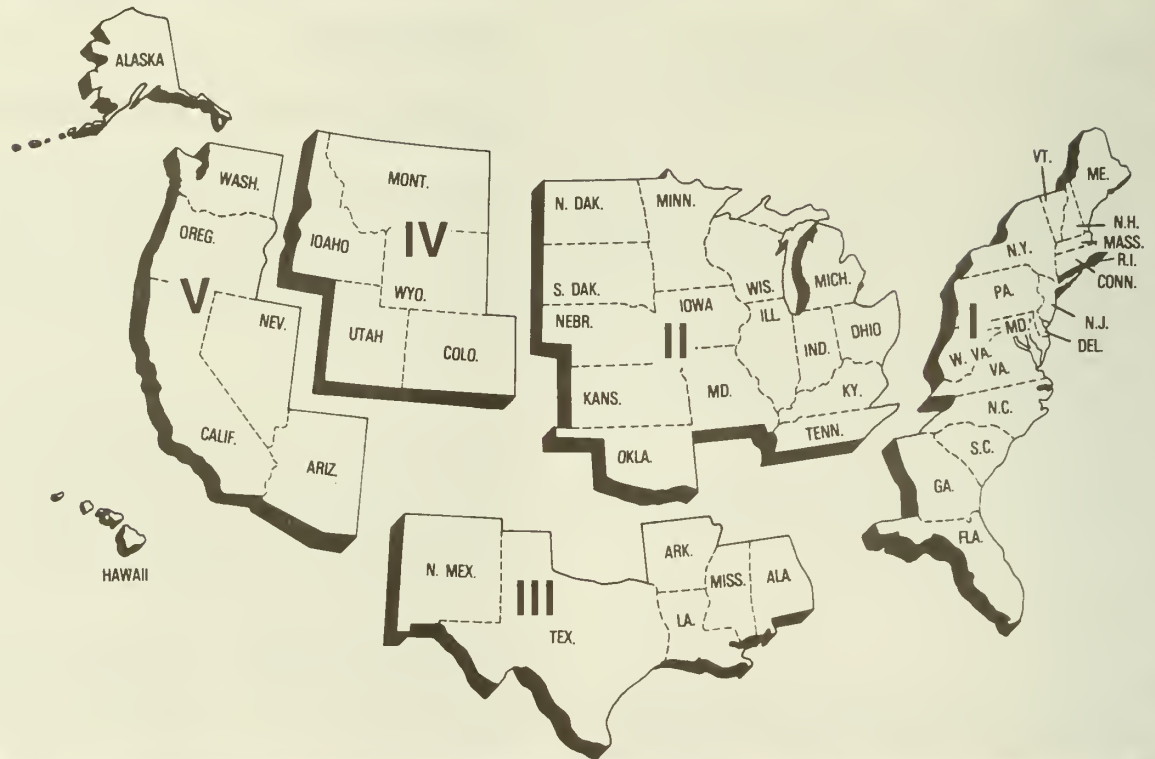 ALASKA
WASH.
OREG.
V
NEV.
CALIF.
ARIZ.
HAWAII
MONT.
IV
IOAHO
WYO.
UTAH
COLO.
N. DAK.
MINN.
S. DAK.
WIS.
MICH.
NEBR.
IOWA
II
ILL.
IND.
OHIO
KANS.
MD.
KY.
TENN.
OKLA.
N. MEX.
III
TEX.
ARK.
MISS.
ALA
LA.
VT.
ME.
N.H.
MASS.
R.I.
CONN.
N.Y.
PA.
I
N.J.
MD.
DEL.
W. VA.
VA.
N.C.
S.C.
GA.
FLA.